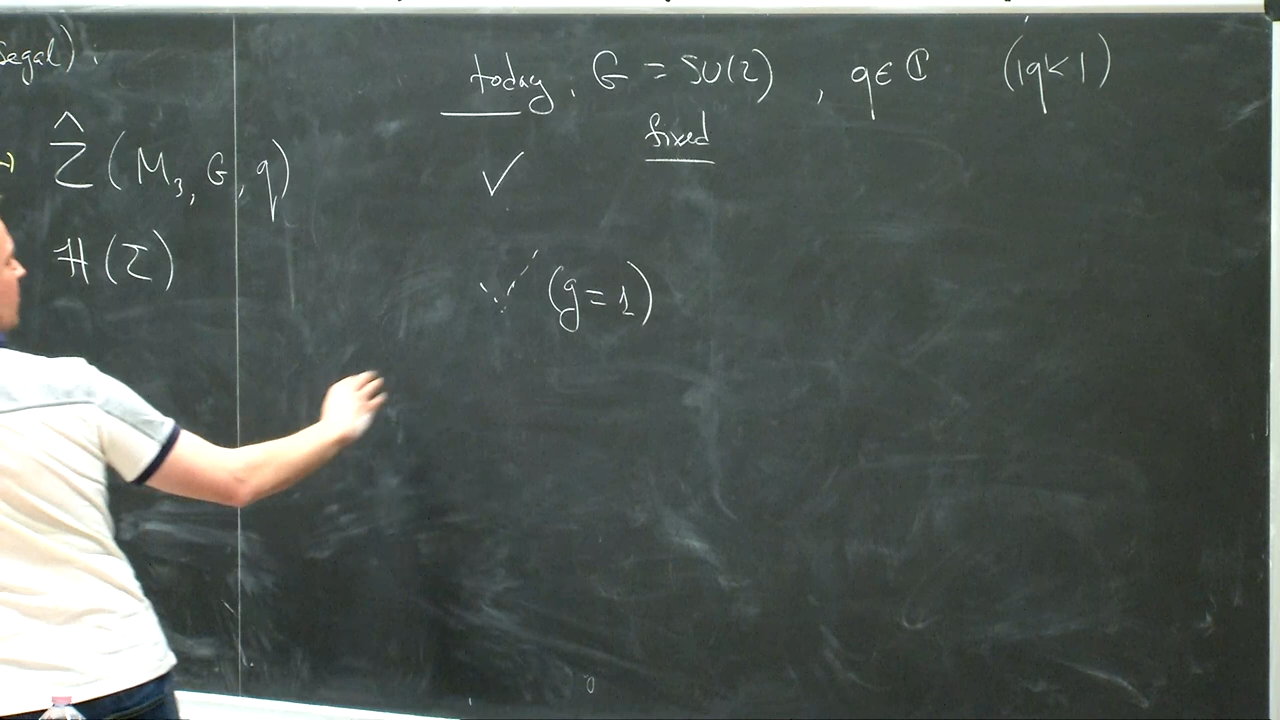 Segal).
today, G = SU(2), q∈ℂ (|q|<1)
fixed
Ẑ(M₃, G, q) ✓
ℋ(Σ) ✓ (g=1)